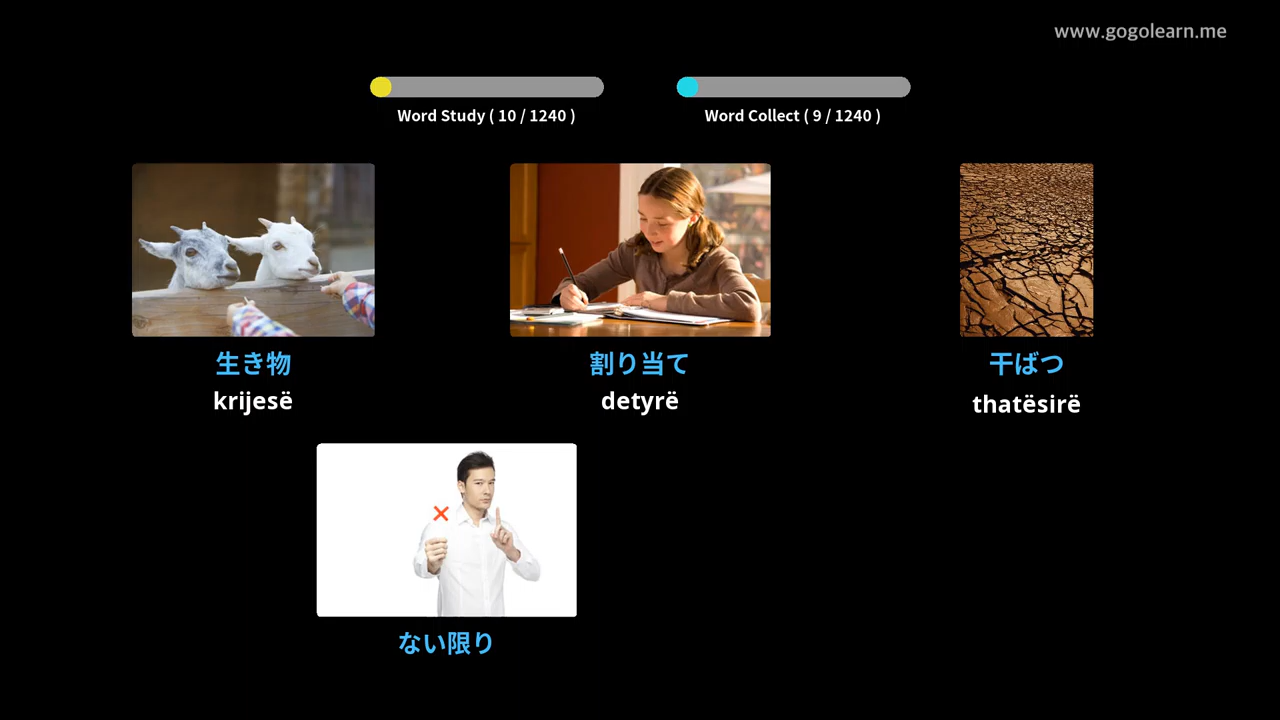 www.gogolearn.me
Word Study ( 10 / 1240 )
Word Collect ( 9 / 1240 )
生き物
krijesë
割り当て
detyrë
干ばつ
thatësirë
ない限り